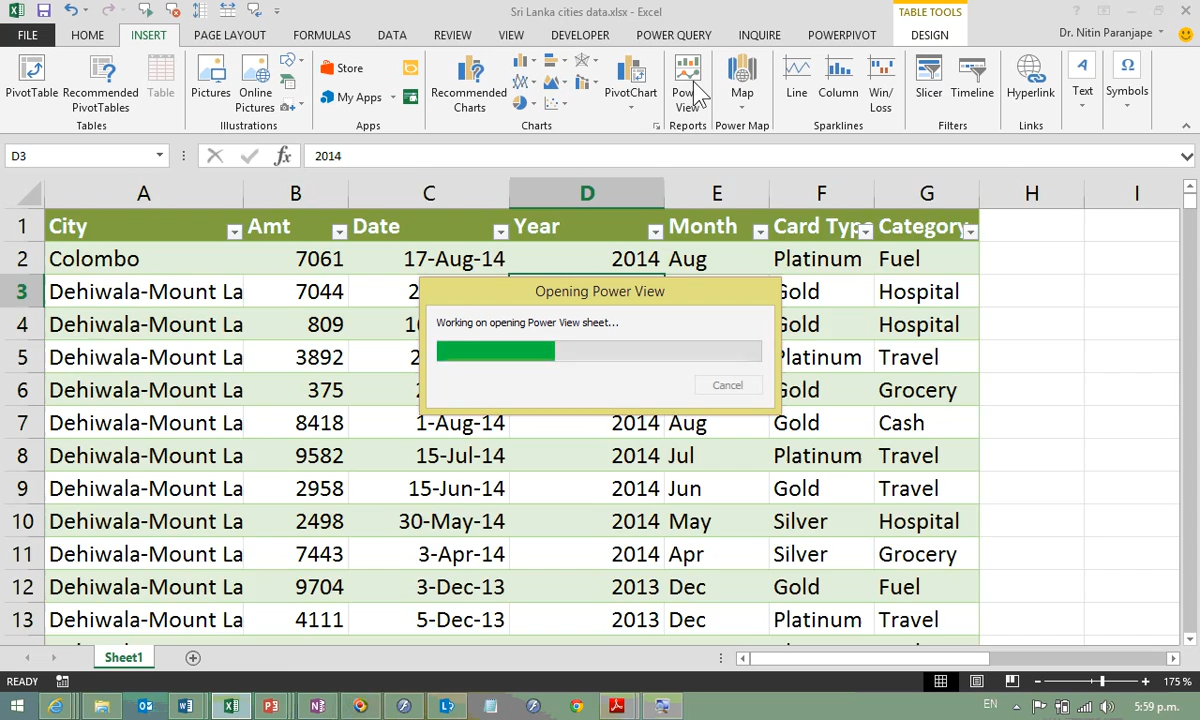 Sri Lanka cities data.xlsx - Excel
TABLE TOOLS
FILE HOME INSERT PAGE LAYOUT FORMULAS DATA REVIEW VIEW DEVELOPER POWER QUERY INQUIRE POWERPIVOT DESIGN Dr. Nitin Paranjape
PivotTable Recommended PivotTables Table
Pictures Online Pictures
Store
My Apps
Recommended Charts
PivotChart
Power View
Map
Line Column Win/Loss
Slicer Timeline
Hyperlink
Text Symbols
Tables Illustrations Apps Charts Reports Power Map Sparklines Filters Links
D3 fx 2014
A B C D E F G H I
1 City Amt Date Year Month Card Type Category
2 Colombo 7061 17-Aug-14 2014 Aug Platinum Fuel
3 Dehiwala-Mount La 7044 Gold Hospital
4 Dehiwala-Mount La 809 Gold Hospital
5 Dehiwala-Mount La 3892 Platinum Travel
6 Dehiwala-Mount La 375 Gold Grocery
Opening Power View
Working on opening Power View sheet...
Cancel
7 Dehiwala-Mount La 8418 1-Aug-14 2014 Aug Gold Cash
8 Dehiwala-Mount La 9582 15-Jul-14 2014 Jul Platinum Travel
9 Dehiwala-Mount La 2958 15-Jun-14 2014 Jun Gold Travel
10 Dehiwala-Mount La 2498 30-May-14 2014 May Silver Hospital
11 Dehiwala-Mount La 7443 3-Apr-14 2014 Apr Silver Grocery
12 Dehiwala-Mount La 9704 3-Dec-13 2013 Dec Gold Fuel
13 Dehiwala-Mount La 4111 5-Dec-13 2013 Dec Platinum Travel
Sheet1
READY 175 %
EN 5:59 p.m.